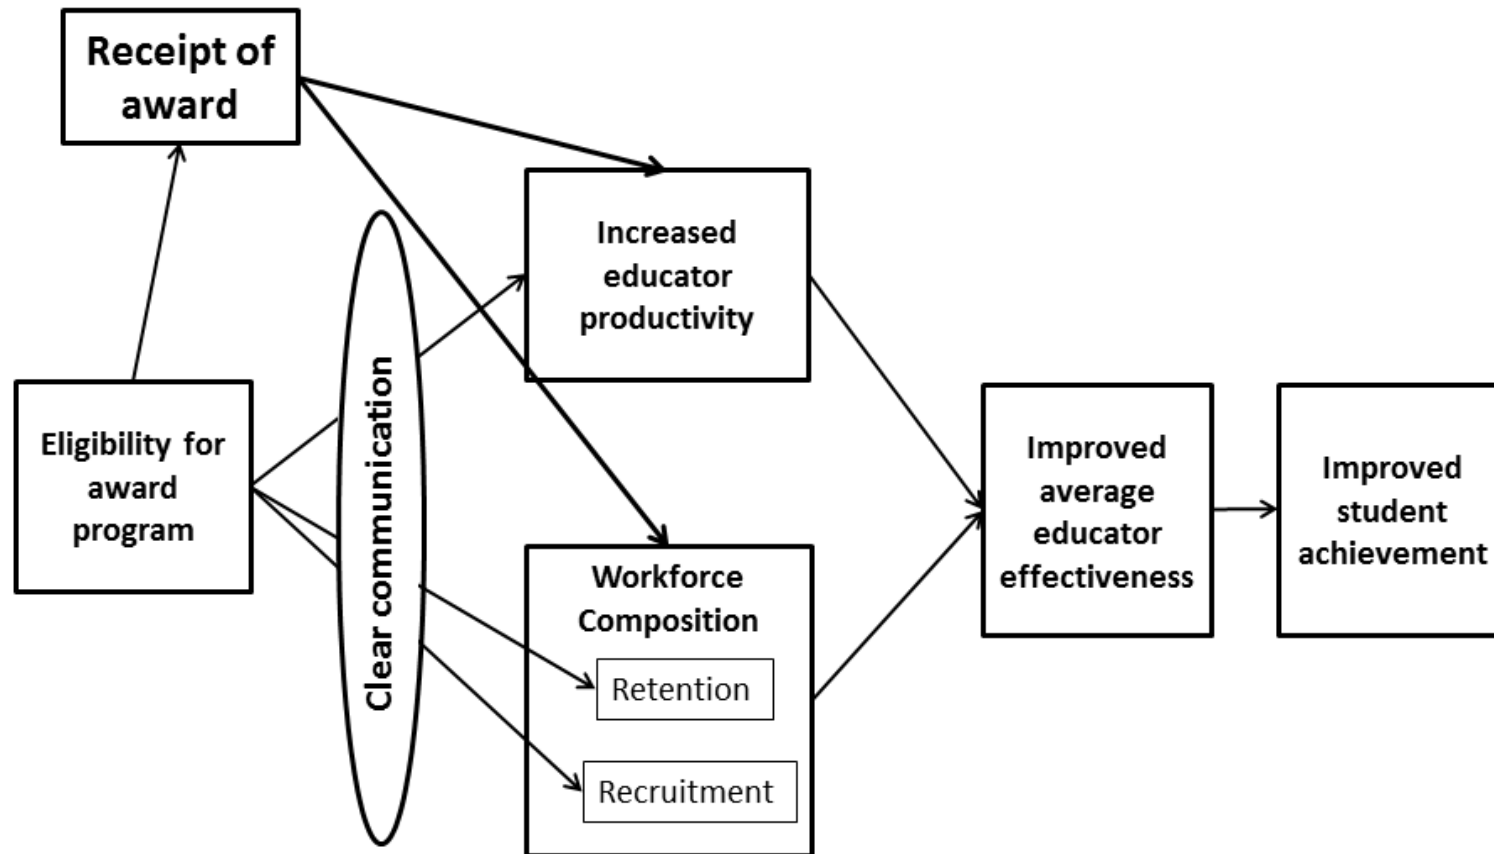 Receipt of
award
Increased
educator
productivity
Clear communication
Eligibility for
award
program
Workforce
Composition
Retention
Recruitment
Improved
average
educator
effectiveness
Improved
student
achievement